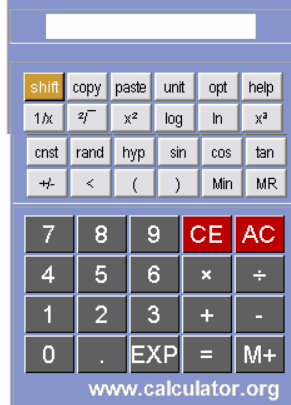 shift copy paste unit opt help
1/x ²√‾ x² log ln xª
cnst rand hyp sin cos tan
+/- < ( ) Min MR
7 8 9 CE AC
4 5 6 × ÷
1 2 3 + -
0 . EXP = M+
www.calculator.org